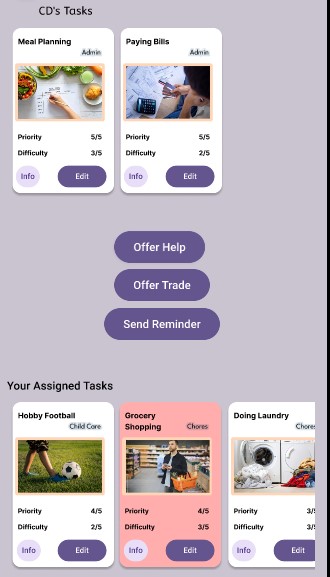 CD's Tasks
Meal Planning
Admin
Priority 5/5
Difficulty 3/5
Info Edit
Paying Bills
Admin
Priority 5/5
Difficulty 2/5
Info Edit
Offer Help
Offer Trade
Send Reminder
Your Assigned Tasks
Hobby Football
Child Care
Priority 4/5
Difficulty 2/5
Info Edit
Grocery
Shopping
Chores
Priority 4/5
Difficulty 3/5
Info Edit
Doing Laundry
Chores
Priority 3/
Difficulty 3/
Info Edit